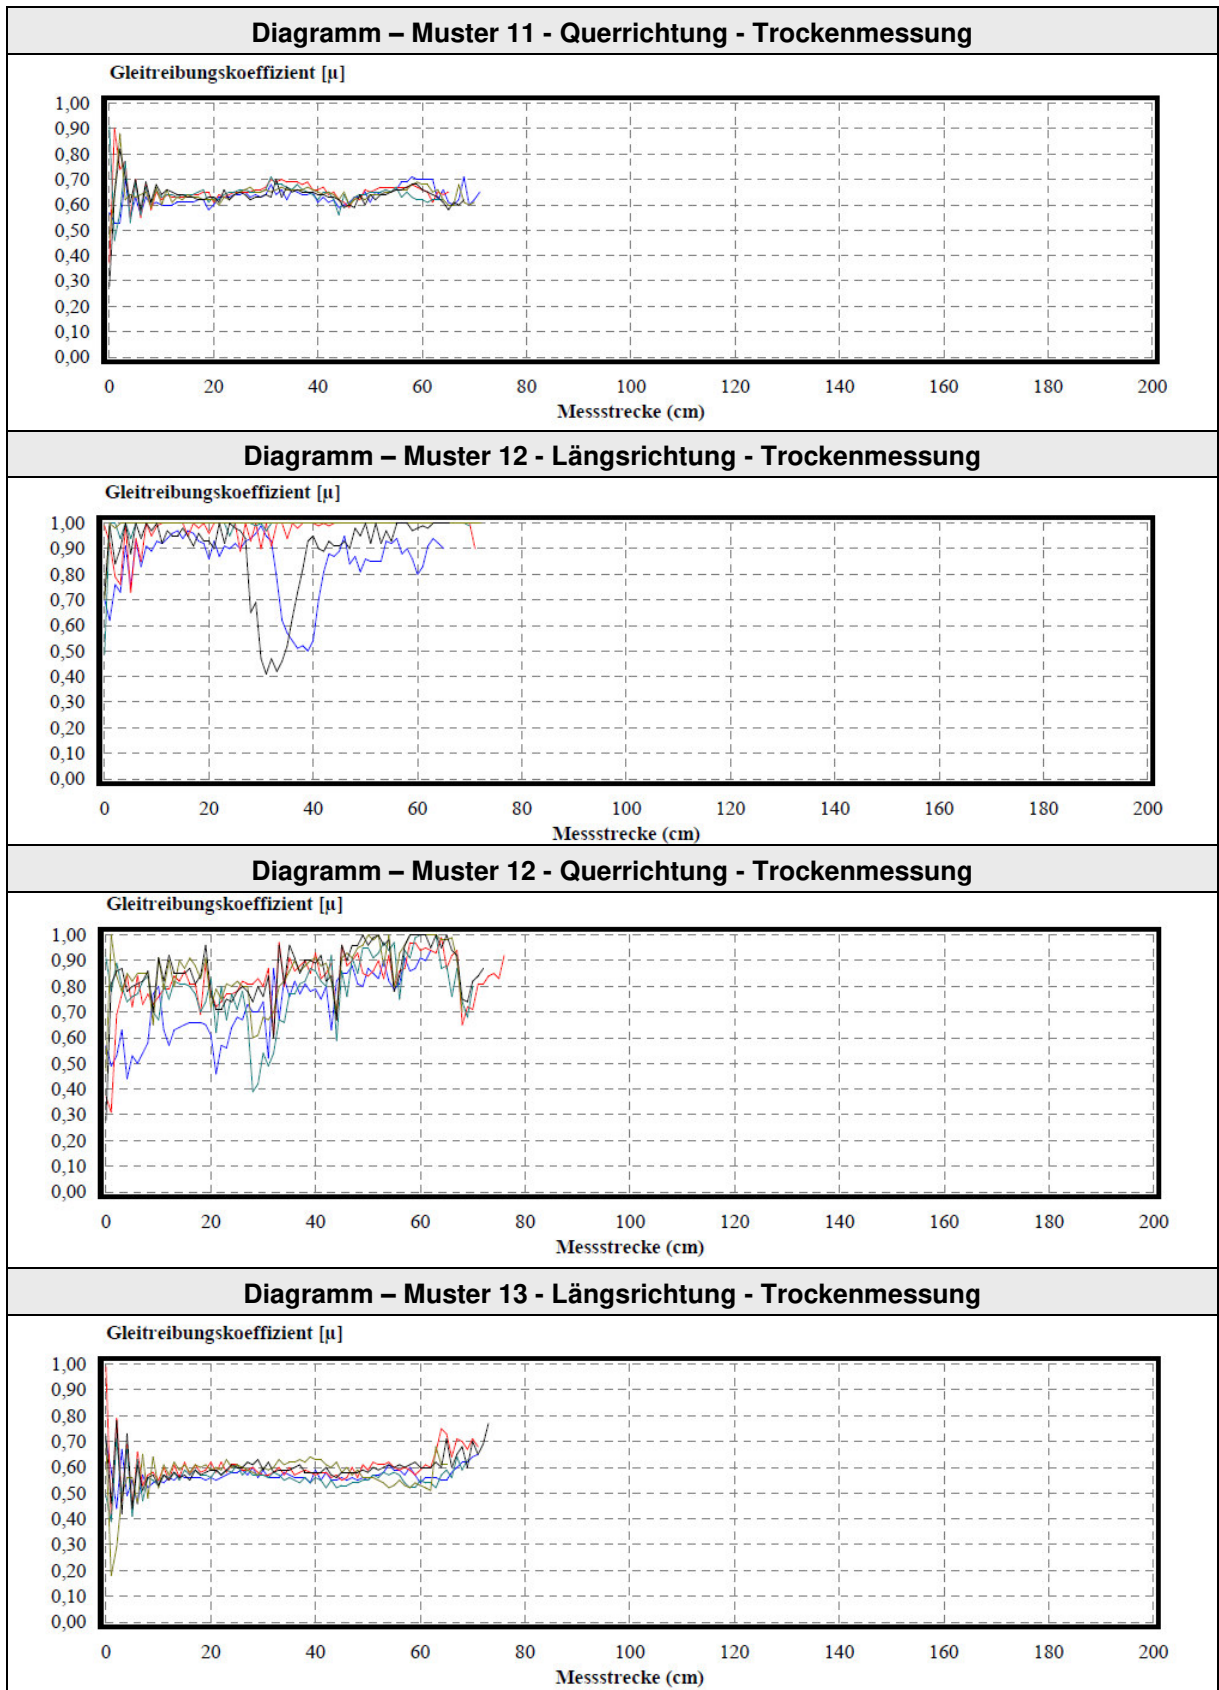 Diagramm – Muster 11 - Querrichtung - Trockenmessung
Gleitreibungskoeffizient [µ]
1,00
0,90
0,80
0,70
0,60
0,50
0,40
0,30
0,20
0,10
0,00
0 20 40 60 80 100 120 140 160 180 200
Messstrecke (cm)
Diagramm – Muster 12 - Längsrichtung - Trockenmessung
Gleitreibungskoeffizient [µ]
1,00
0,90
0,80
0,70
0,60
0,50
0,40
0,30
0,20
0,10
0,00
0 20 40 60 80 100 120 140 160 180 200
Messstrecke (cm)
Diagramm – Muster 12 - Querrichtung - Trockenmessung
Gleitreibungskoeffizient [µ]
1,00
0,90
0,80
0,70
0,60
0,50
0,40
0,30
0,20
0,10
0,00
0 20 40 60 80 100 120 140 160 180 200
Messstrecke (cm)
Diagramm – Muster 13 - Längsrichtung - Trockenmessung
Gleitreibungskoeffizient [µ]
1,00
0,90
0,80
0,70
0,60
0,50
0,40
0,30
0,20
0,10
0,00
0 20 40 60 80 100 120 140 160 180 200
Messstrecke (cm)